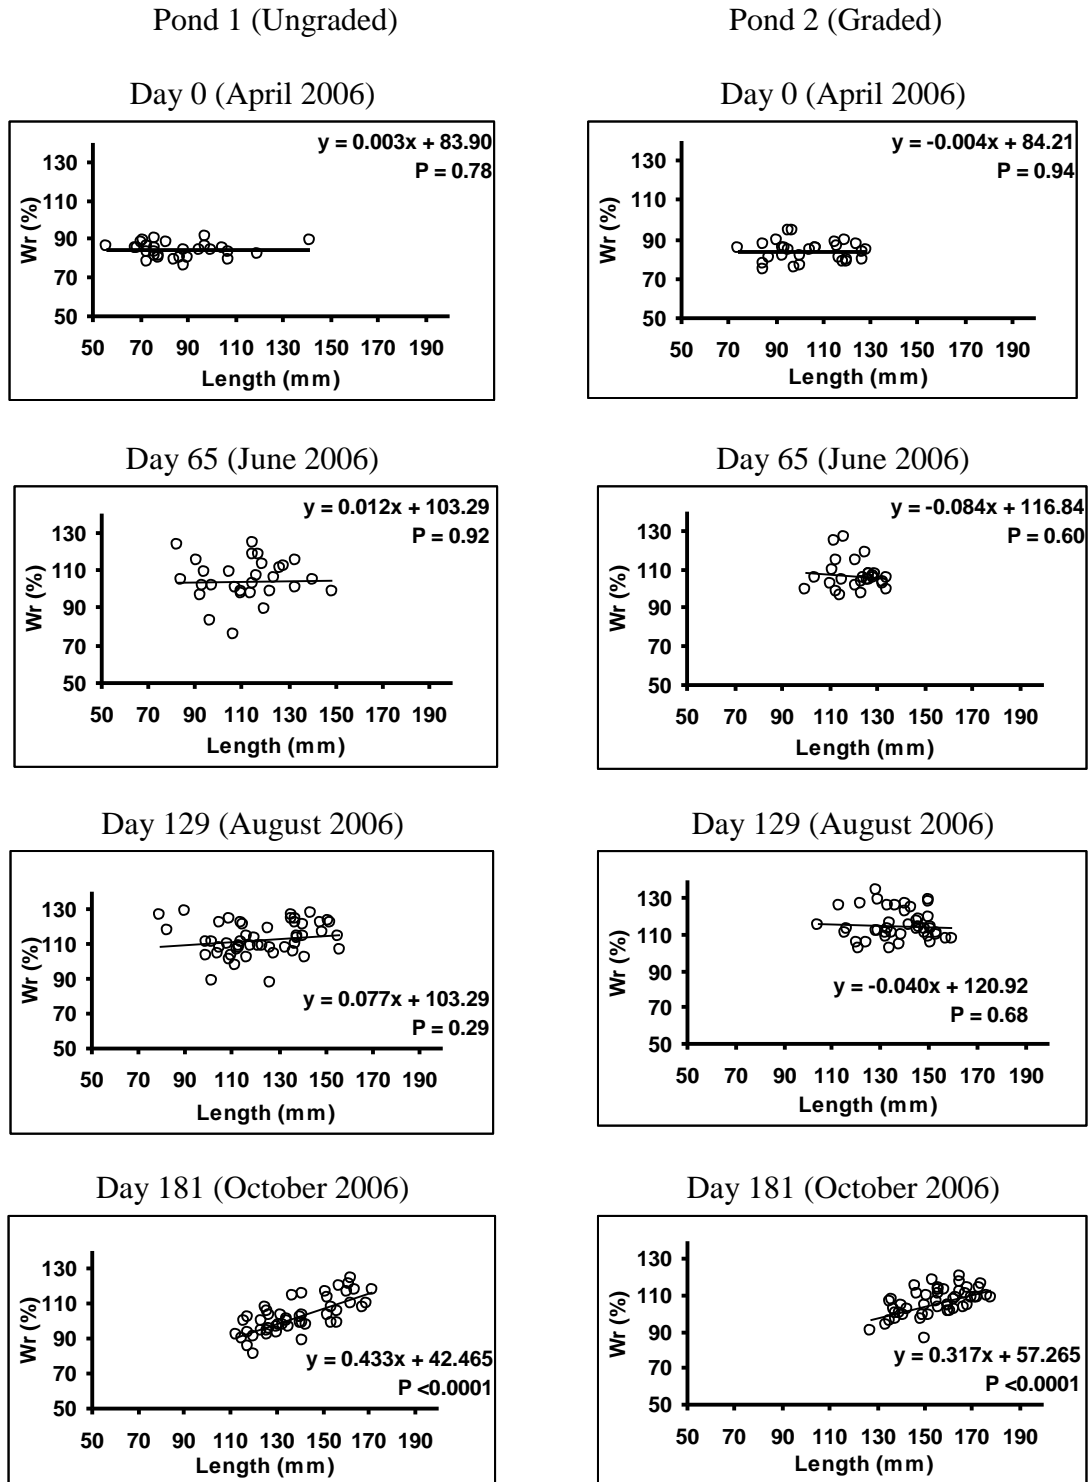 Pond 1 (Ungraded)
Pond 2 (Graded)
Day 0 (April 2006)
y = 0.003x + 83.90
P = 0.78
Wr (%)
130
110
90
70
50
50 70 90 110 130 150 170 190
Length (mm)
Day 0 (April 2006)
y = -0.004x + 84.21
P = 0.94
Wr (%)
130
110
90
70
50
50 70 90 110 130 150 170 190
Length (mm)
Day 65 (June 2006)
y = 0.012x + 103.29
P = 0.92
Wr (%)
130
110
90
70
50
50 70 90 110 130 150 170 190
Length (mm)
Day 65 (June 2006)
y = -0.084x + 116.84
P = 0.60
Wr (%)
130
110
90
70
50
50 70 90 110 130 150 170 190
Length (mm)
Day 129 (August 2006)
Wr (%)
130
110
90
70
50
y = 0.077x + 103.29
P = 0.29
50 70 90 110 130 150 170 190
Length (mm)
Day 129 (August 2006)
Wr (%)
130
110
90
70
50
y = -0.040x + 120.92
P = 0.68
50 70 90 110 130 150 170 190
Length (mm)
Day 181 (October 2006)
Wr (%)
130
110
90
70
50
y = 0.433x + 42.465
P <0.0001
50 70 90 110 130 150 170 190
Length (mm)
Day 181 (October 2006)
Wr (%)
130
110
90
70
50
y = 0.317x + 57.265
P <0.0001
50 70 90 110 130 150 170 190
Length (mm)